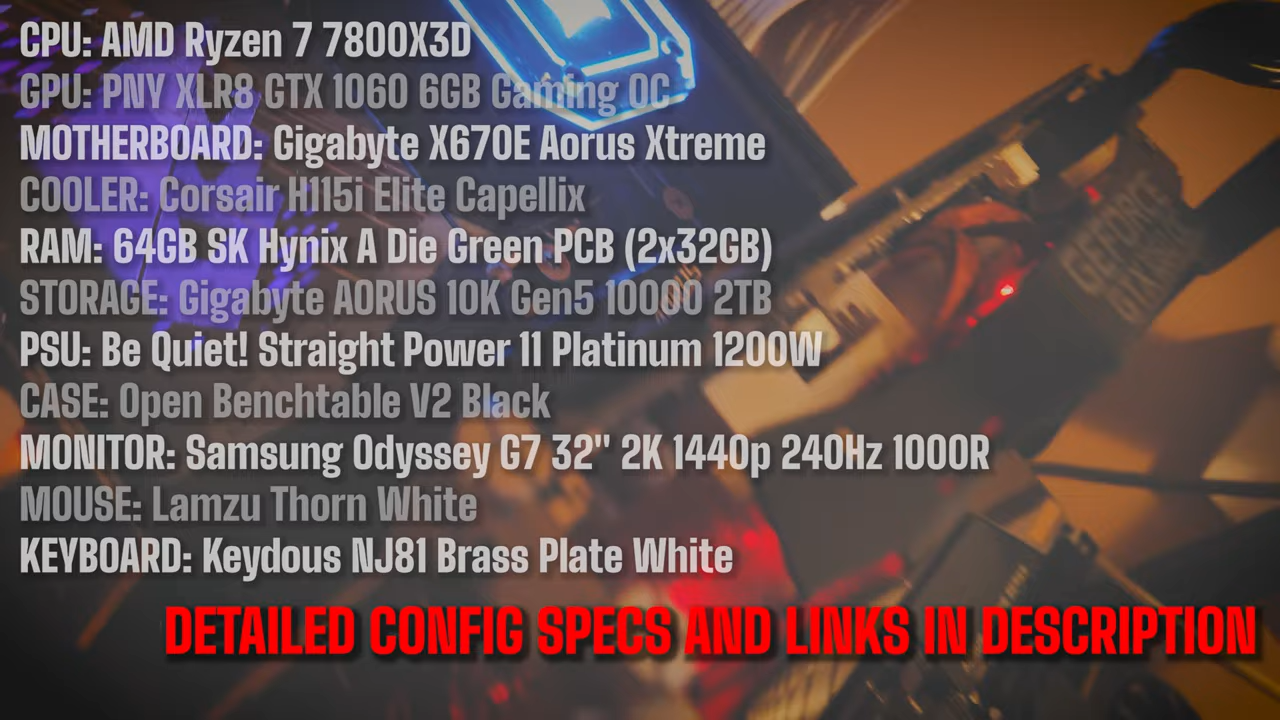 CPU: AMD Ryzen 7 7800X3D
GPU: PNY XLR8 GTX 1060 6GB Gaming OC
MOTHERBOARD: Gigabyte X670E Aorus Xtreme
COOLER: Corsair H115i Elite Capellix
RAM: 64GB SK Hynix A Die Green PCB (2x32GB)
STORAGE: Gigabyte AORUS 10K Gen5 10000 2TB
PSU: Be Quiet! Straight Power 11 Platinum 1200W
CASE: Open Benchtable V2 Black
MONITOR: Samsung Odyssey G7 32" 2K 1440p 240Hz 1000R
MOUSE: Lamzu Thorn White
KEYBOARD: Keydous NJ81 Brass Plate White
DETAILED CONFIG SPECS AND LINKS IN DESCRIPTION
GEFORCE